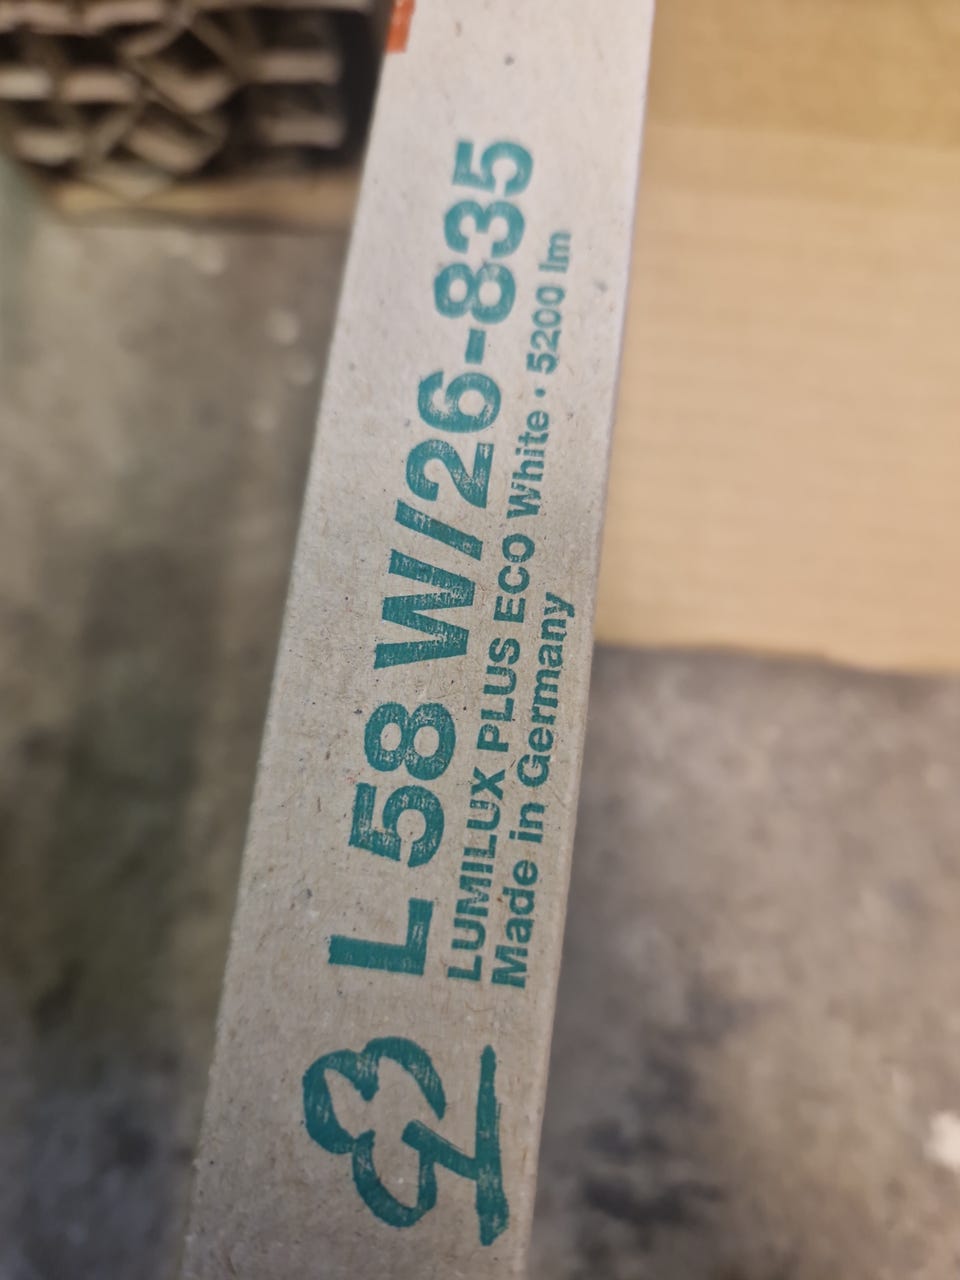 L 58 W/26-835
LUMILUX PLUS ECO White • 5200 lm
Made in Germany